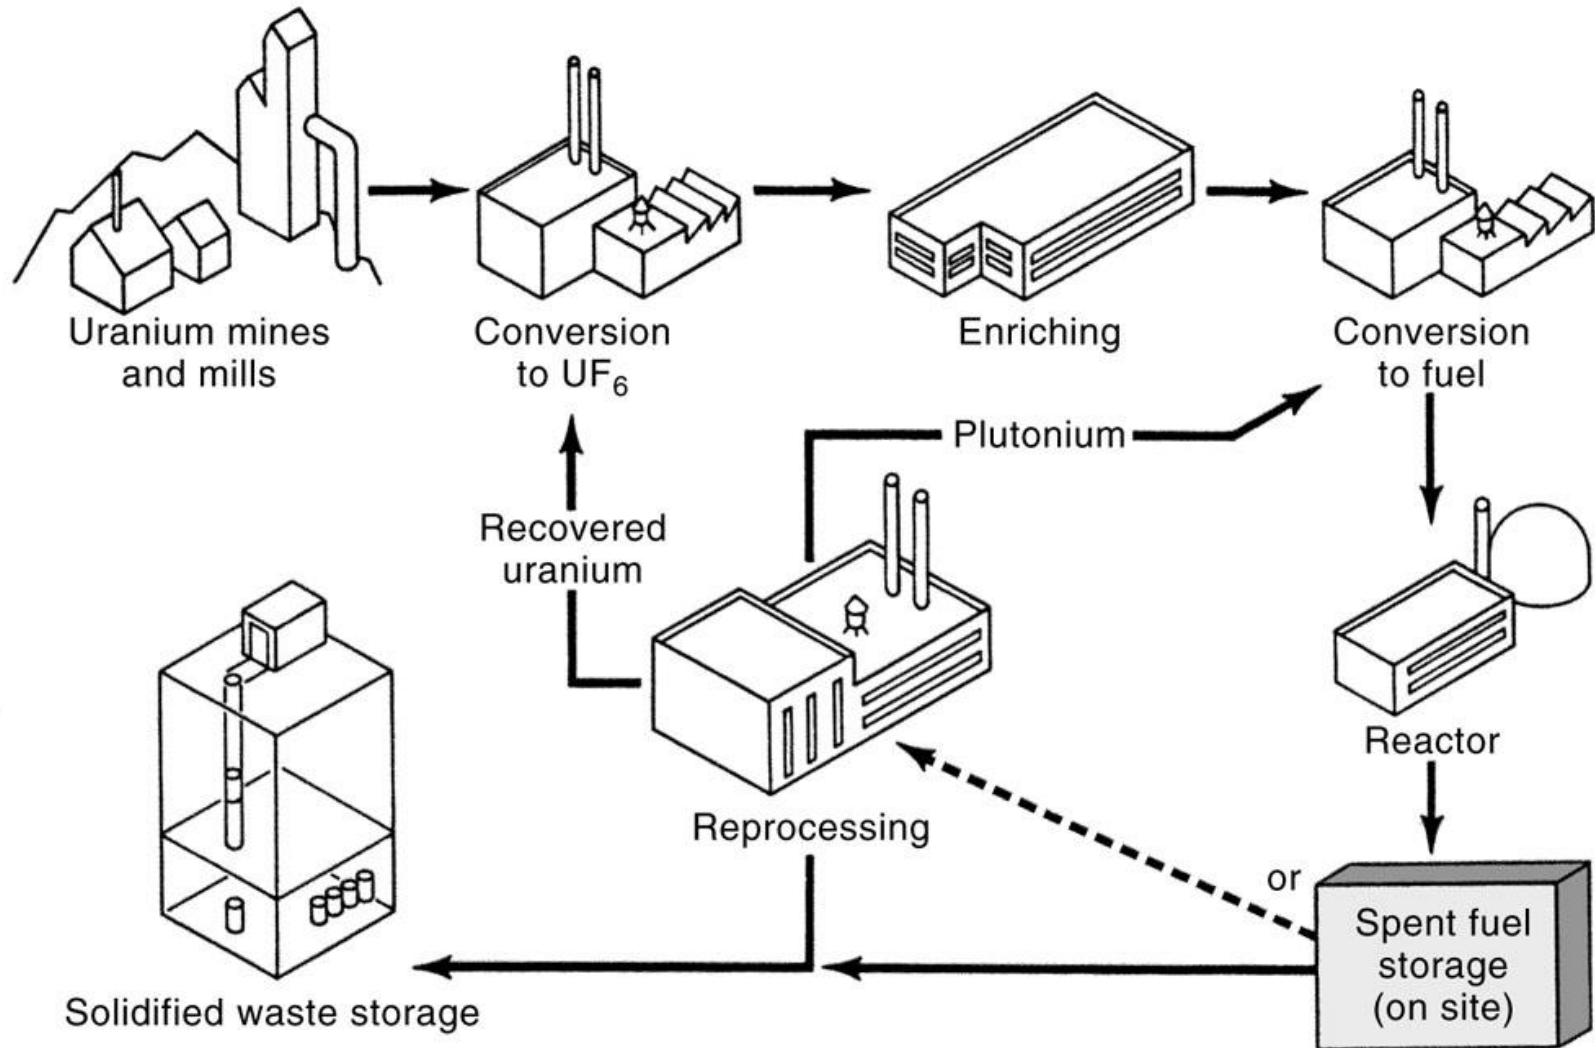 Uranium mines
and mills
Conversion
to UF₆
Enriching
Conversion
to fuel
Plutonium
Recovered
uranium
Reactor
Reprocessing
or
Spent fuel
storage
(on site)
Solidified waste storage